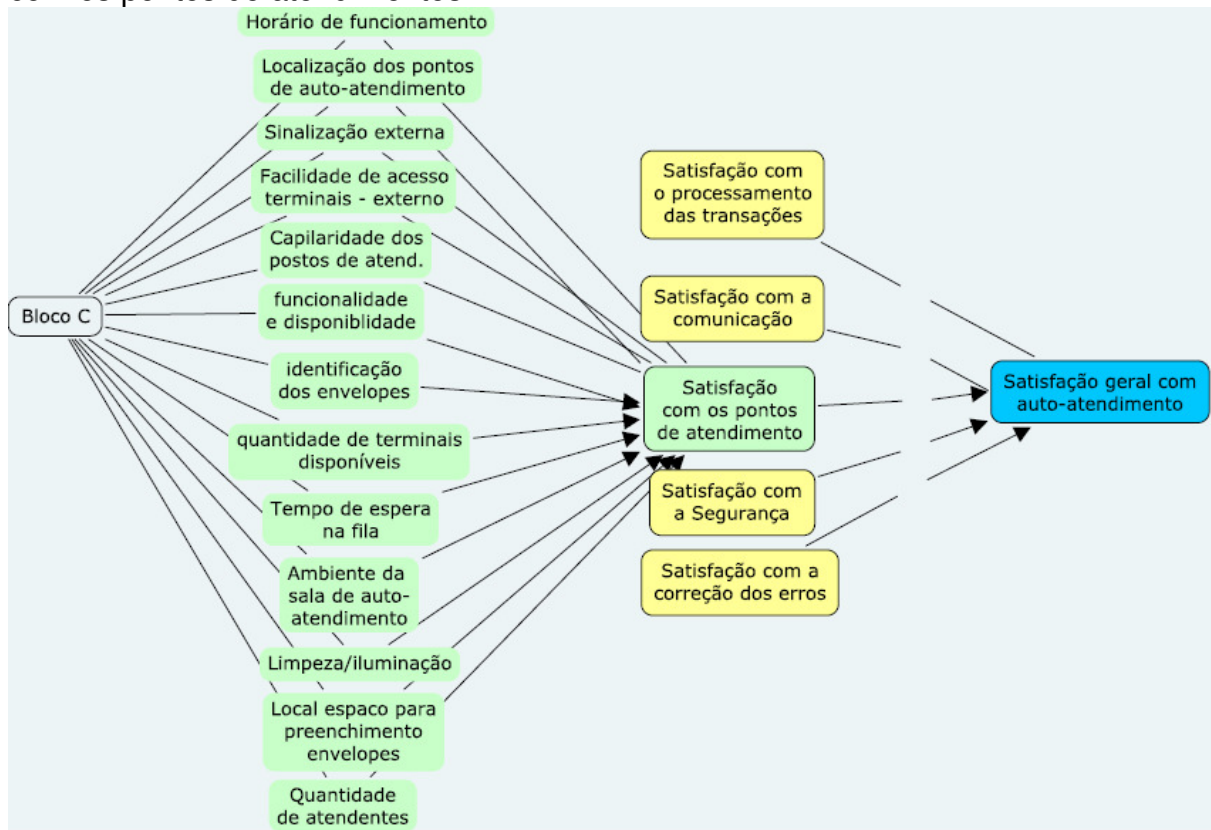 Horário de funcionamento
Localização dos pontos
de auto-atendimento
Sinalização externa
Facilidade de acesso
terminais - externo
Capilaridade dos
postos de atend.
funcionalidade
e disponiblidade
identificação
dos envelopes
quantidade de terminais
disponíveis
Tempo de espera
na fila
Ambiente da
sala de auto-
atendimento
Limpeza/iluminação
Local espaco para
preenchimento
envelopes
Quantidade
de atendentes
Bloco C
Satisfação com
o processamento
das transações
Satisfação com a
comunicação
Satisfação
com os pontos
de atendimento
Satisfação com
a Segurança
Satisfação com a
correção dos erros
Satisfação geral com
auto-atendimento